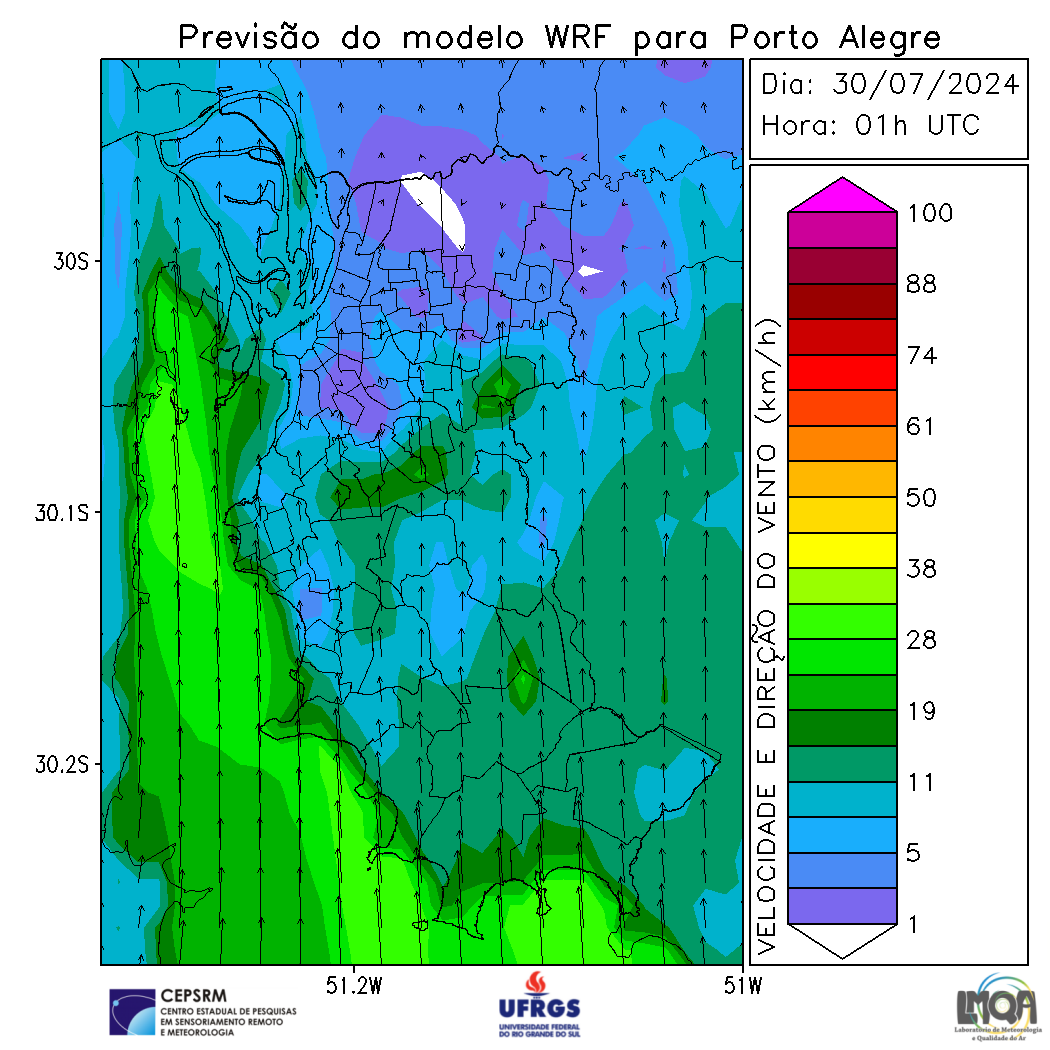 Previsão do modelo WRF para Porto Alegre
Dia: 30/07/2024
Hora: 01h UTC
30S
30.1S
30.2S
51.2W
51W
VELOCIDADE E DIREÇÃO DO VENTO (km/h)
100
88
74
61
50
38
28
19
11
5
1
CEPSRM
CENTRO ESTADUAL DE PESQUISAS
EM SENSORIAMENTO REMOTO
E METEOROLOGIA
UFRGS
UNIVERSIDADE FEDERAL
DO RIO GRANDE DO SUL
LMQA
Laboratório de Meteorologia
e Qualidade do Ar